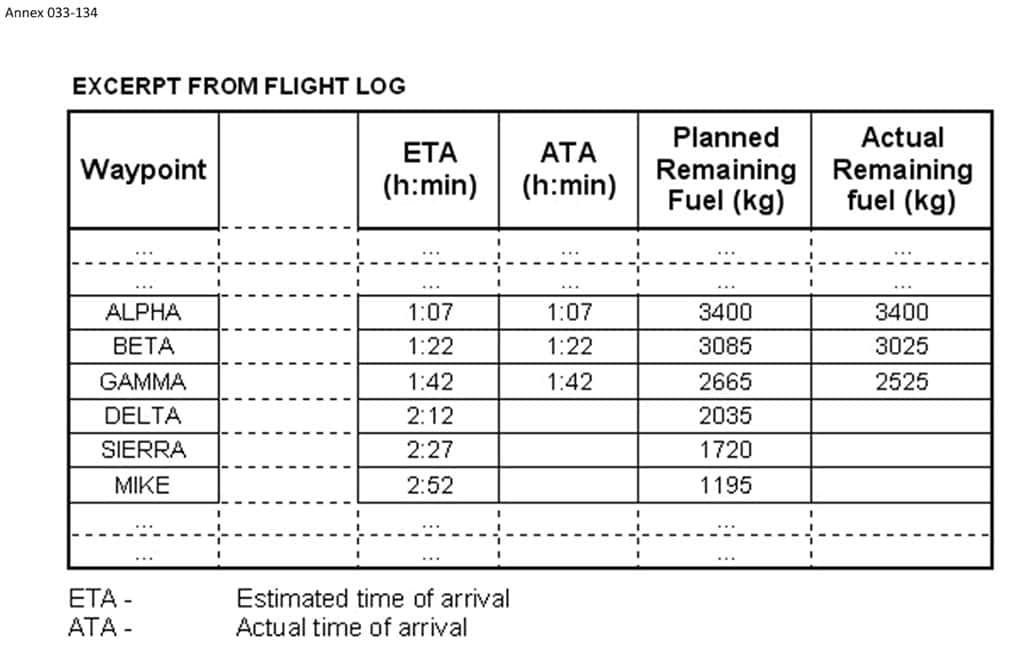 Annex 033-134
EXCERPT FROM FLIGHT LOG
Waypoint ETA (h:min) ATA (h:min) Planned Remaining Fuel (kg) Actual Remaining fuel (kg)
... ... ... ... ...
... ... ... ... ...
ALPHA 1:07 1:07 3400 3400
BETA 1:22 1:22 3085 3025
GAMMA 1:42 1:42 2665 2525
DELTA 2:12 2035
SIERRA 2:27 1720
MIKE 2:52 1195
... ... ...
... ... ...
ETA - Estimated time of arrival
ATA - Actual time of arrival